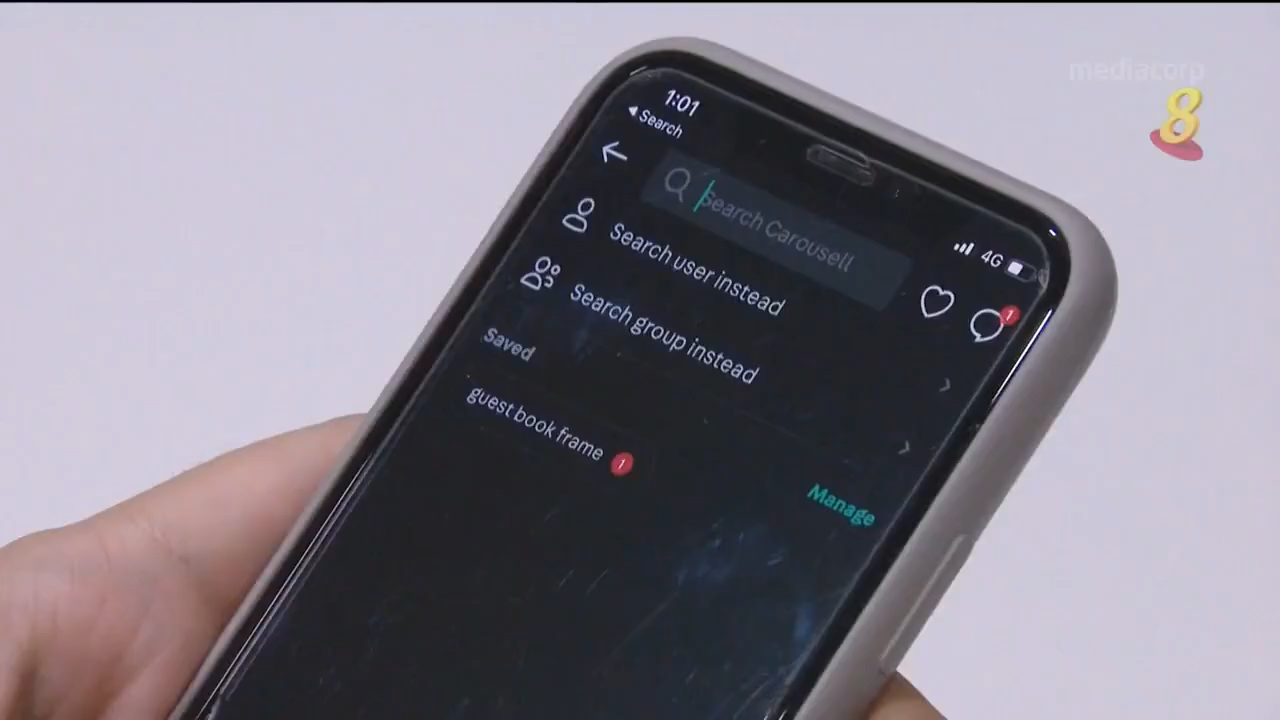 mediacorp
8
1:01
Search
4G
Search Carousell
Search user instead
1
Search group instead
Saved
guest book frame 1
Manage